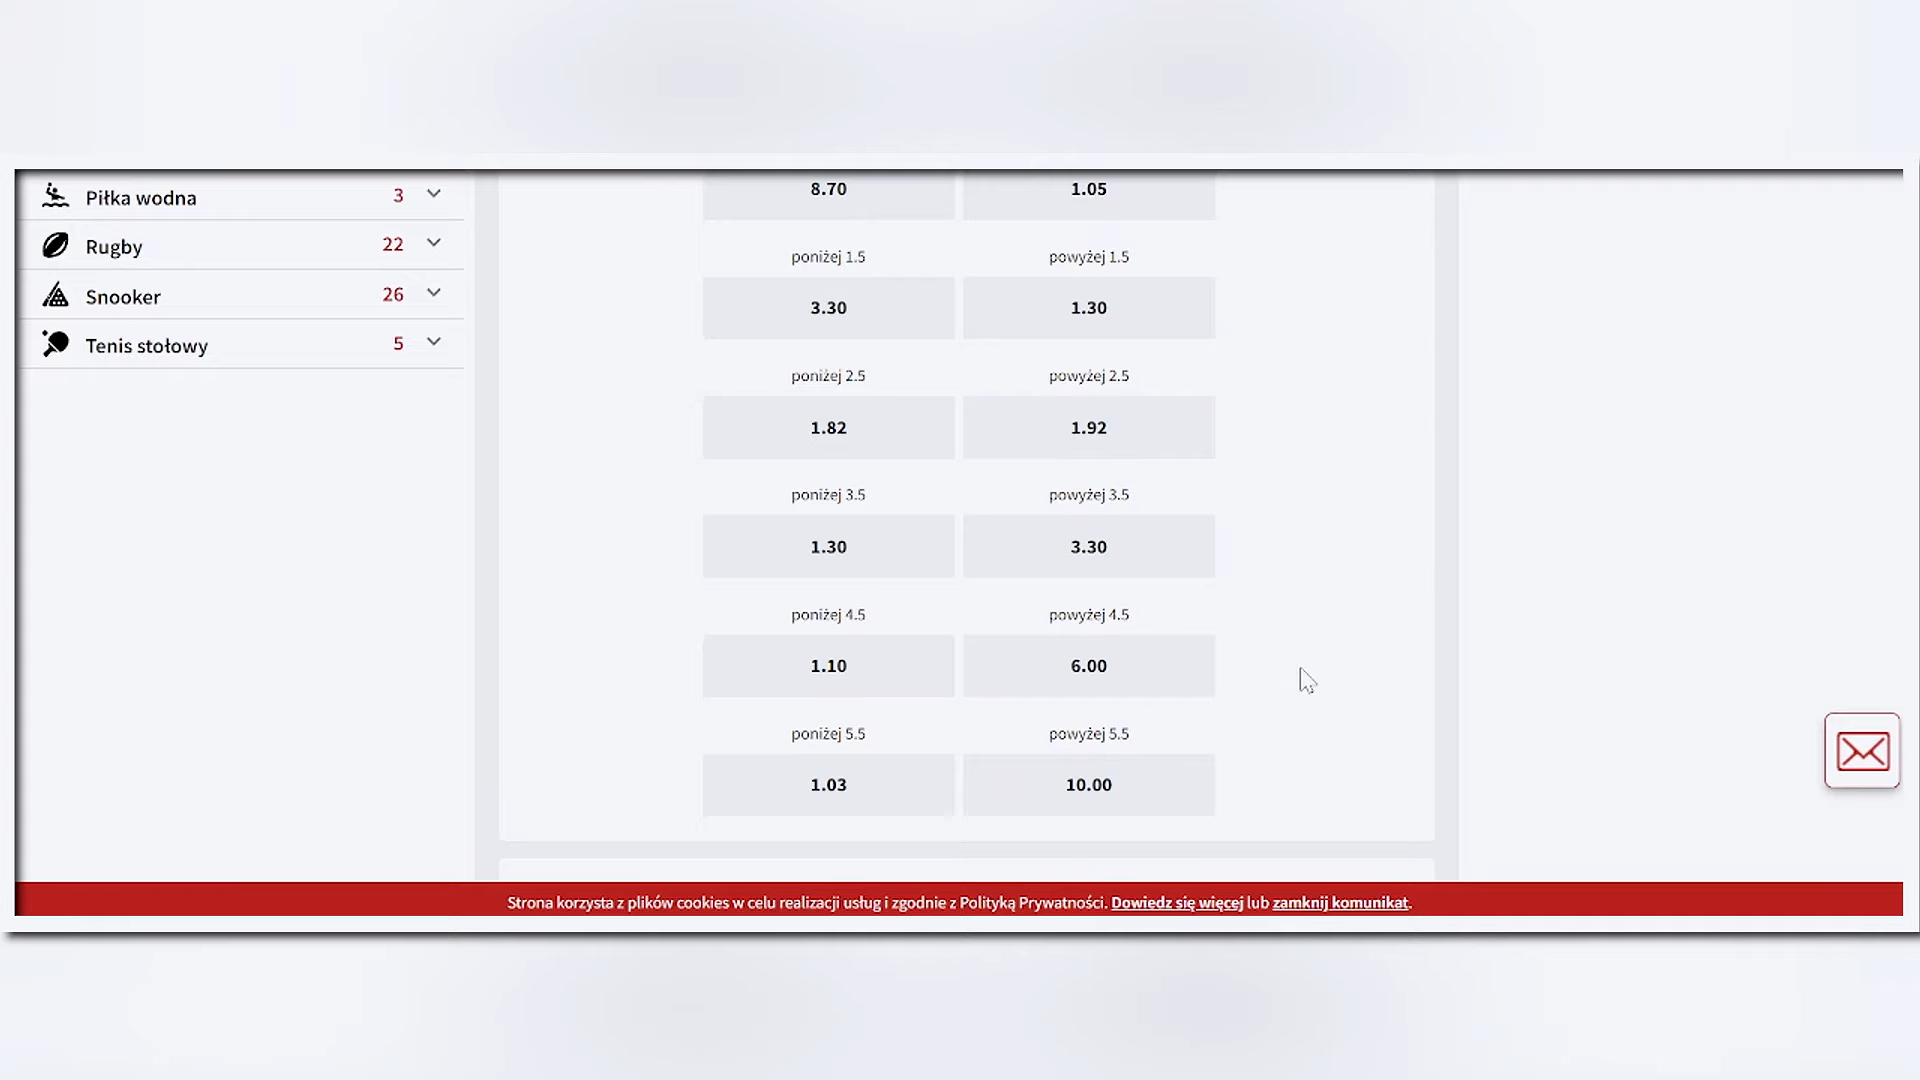 Piłka wodna 3
Rugby 22
Snooker 26
Tenis stołowy 5
8.70 1.05
poniżej 1.5 powyżej 1.5
3.30 1.30
poniżej 2.5 powyżej 2.5
1.82 1.92
poniżej 3.5 powyżej 3.5
1.30 3.30
poniżej 4.5 powyżej 4.5
1.10 6.00
poniżej 5.5 powyżej 5.5
1.03 10.00
Strona korzysta z plików cookies w celu realizacji usług i zgodnie z Polityką Prywatności. Dowiedz się więcej lub zamknij komunikat.